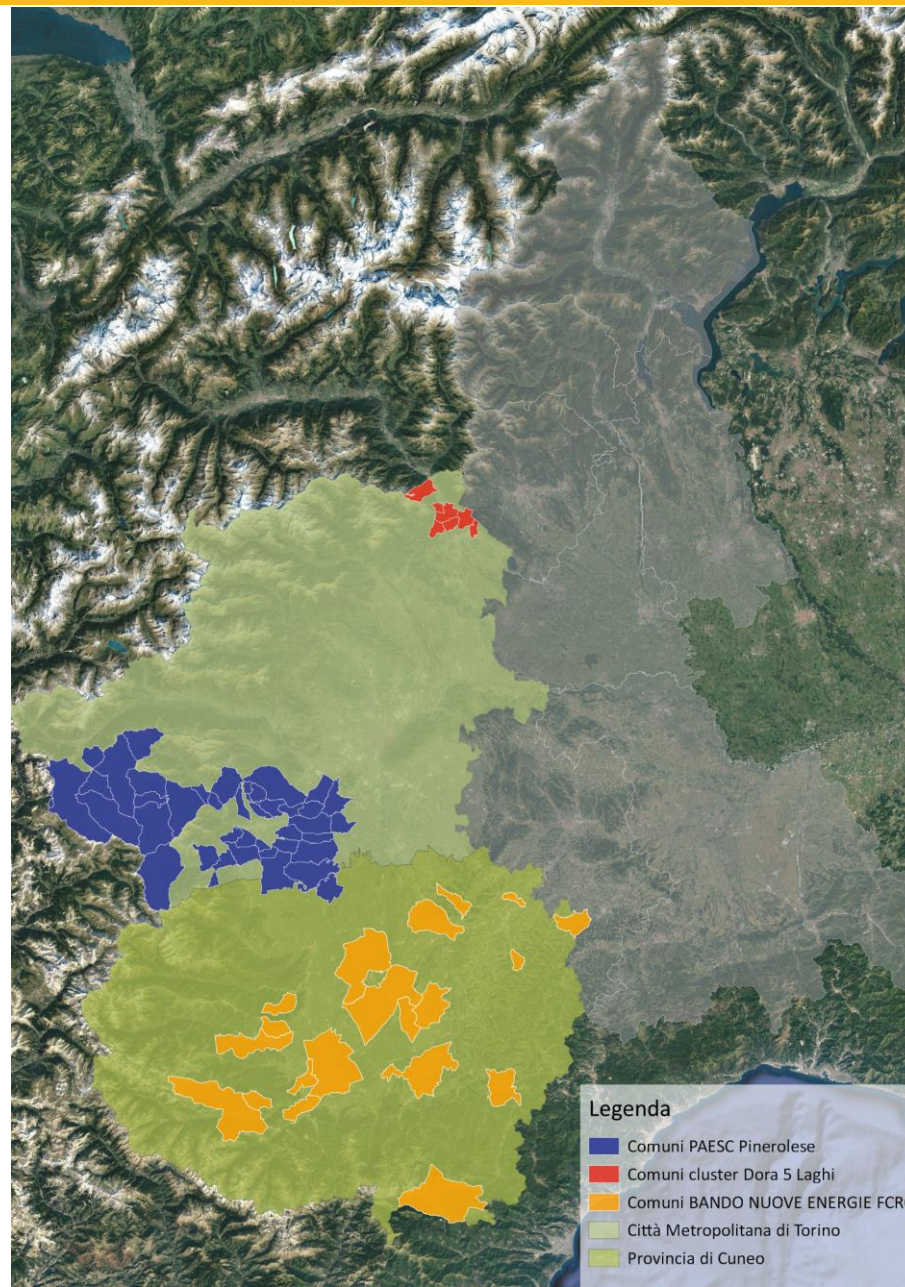 Legenda
Comuni PAESC Pinerolese
Comuni cluster Dora 5 Laghi
Comuni BANDO NUOVE ENERGIE
Città Metropolitana di Torino
Provincia di Cuneo